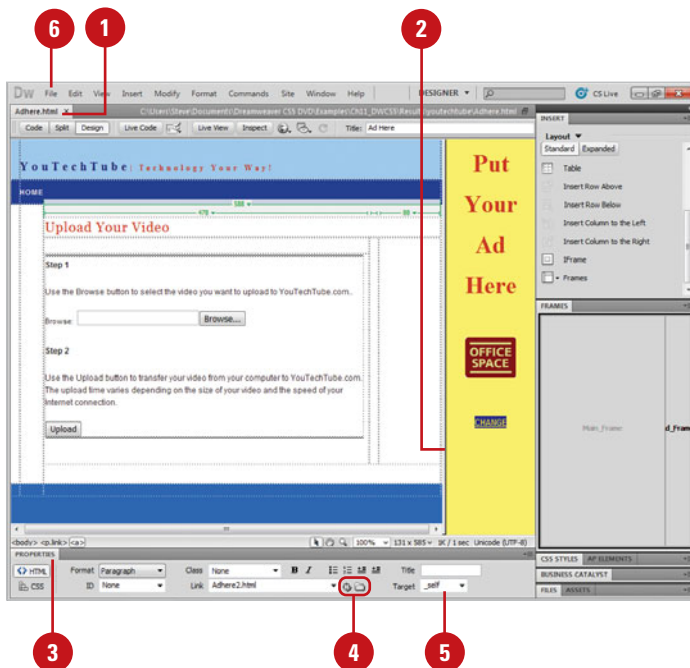 6 1 2
Dw File Edit View Insert Modify Format Commands Site Window Help DESIGNER CS Live
Adhere.html × C:\Users\Steve\Documents\Dreamweaver CS5 DVD\Examples\Ch11_DWCS5\Result\youtechtube\Adhere.html
Code Split Design Live Code Live View Inspect Title: Ad Here
INSERT
Layout
Standard Expanded
Table
Insert Row Above
Insert Row Below
Insert Column to the Left
Insert Column to the Right
IFrame
Frames
YouTechTube: Technology Your Way!
HOME
588
478
Upload Your Video
Step 1
Use the Browse button to select the video you want to upload to YouTechTube.com..
Browse: Browse...
Step 2
Use the Upload button to transfer your video from your computer to YouTechTube.com.
The upload time varies depending on the size of your video and the speed of your
Internet connection.
Upload
Put
Your
Ad
Here
OFFICE
SPACE
CHANGE
FRAMES
Main_Frame
d_Frame
<body> <p.link> <a> 100% 131 x 585 1K / 1 sec Unicode (UTF-8)
PROPERTIES
HTML Format Paragraph Class None B I Title
CSS ID None Link Adhere2.html Target _self
CSS STYLES AP ELEMENTS
BUSINESS CATALYST
FILES ASSETS
3 4 5